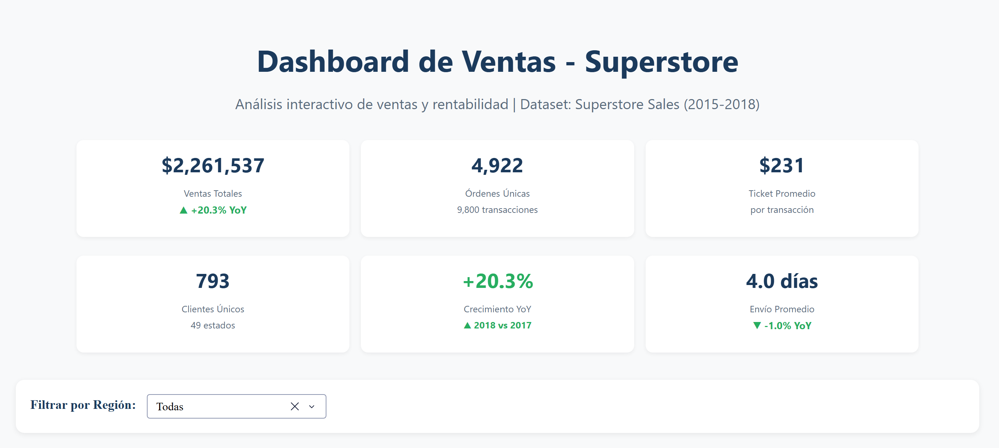 Dashboard de Ventas - Superstore
Análisis interactivo de ventas y rentabilidad | Dataset: Superstore Sales (2015-2018)
$2,261,537
Ventas Totales
▲ +20.3% YoY
4,922
Órdenes Únicas
9,800 transacciones
$231
Ticket Promedio
por transacción
793
Clientes Únicos
49 estados
+20.3%
Crecimiento YoY
▲ 2018 vs 2017
4.0 días
Envío Promedio
▼ -1.0% YoY
Filtrar por Región:
Todas